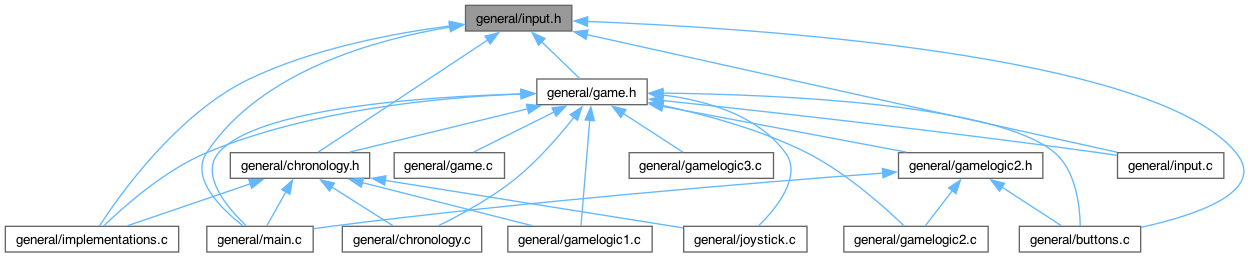 general/input.h
general/game.h
general/chronology.h
general/game.c
general/gamelogic3.c
general/gamelogic2.h
general/input.c
general/implementations.c
general/main.c
general/chronology.c
general/gamelogic1.c
general/joystick.c
general/gamelogic2.c
general/buttons.c